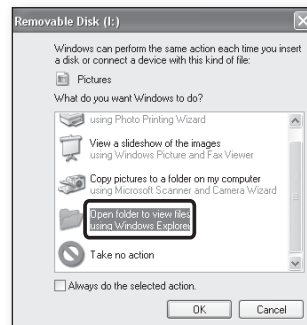 Removable Disk (I:)
Windows can perform the same action each time you insert
a disk or connect a device with this kind of file:
Pictures
What do you want Windows to do?
using Photo Printing Wizard
View a slideshow of the images
using Windows Picture and Fax Viewer
Copy pictures to a folder on my computer
using Microsoft Scanner and Camera Wizard
Open folder to view files
using Windows Explorer
Take no action
Always do the selected action.
OK
Cancel